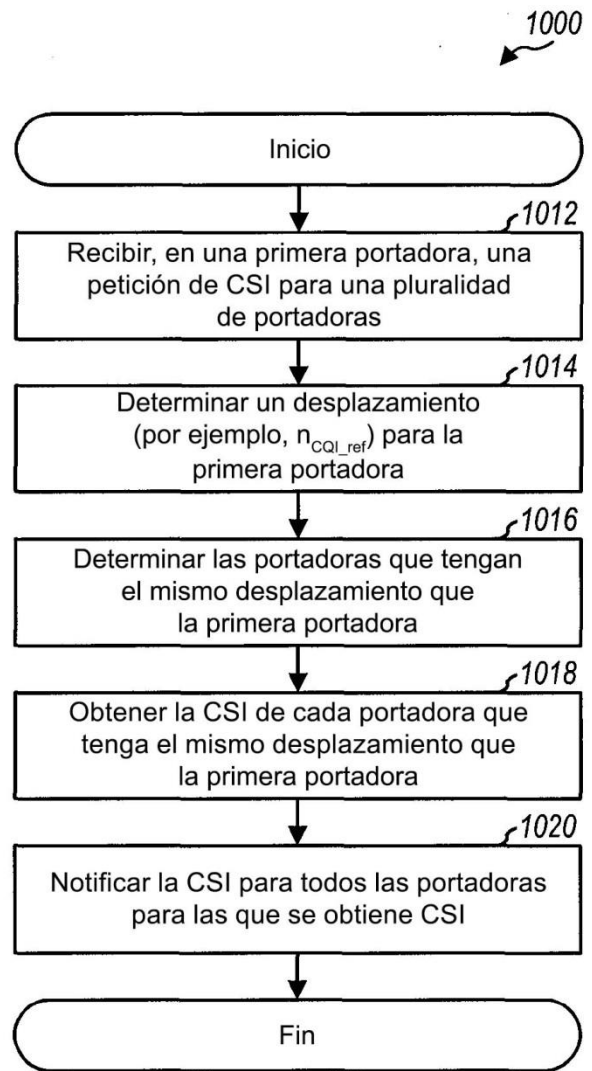 1000
Inicio
1012
Recibir, en una primera portadora, una
petición de CSI para una pluralidad
de portadoras
1014
Determinar un desplazamiento
(por ejemplo, nCQI_ref) para la
primera portadora
1016
Determinar las portadoras que tengan
el mismo desplazamiento que
la primera portadora
1018
Obtener la CSI de cada portadora que
tenga el mismo desplazamiento que
la primera portadora
1020
Notificar la CSI para todos las portadoras
para las que se obtiene CSI
Fin